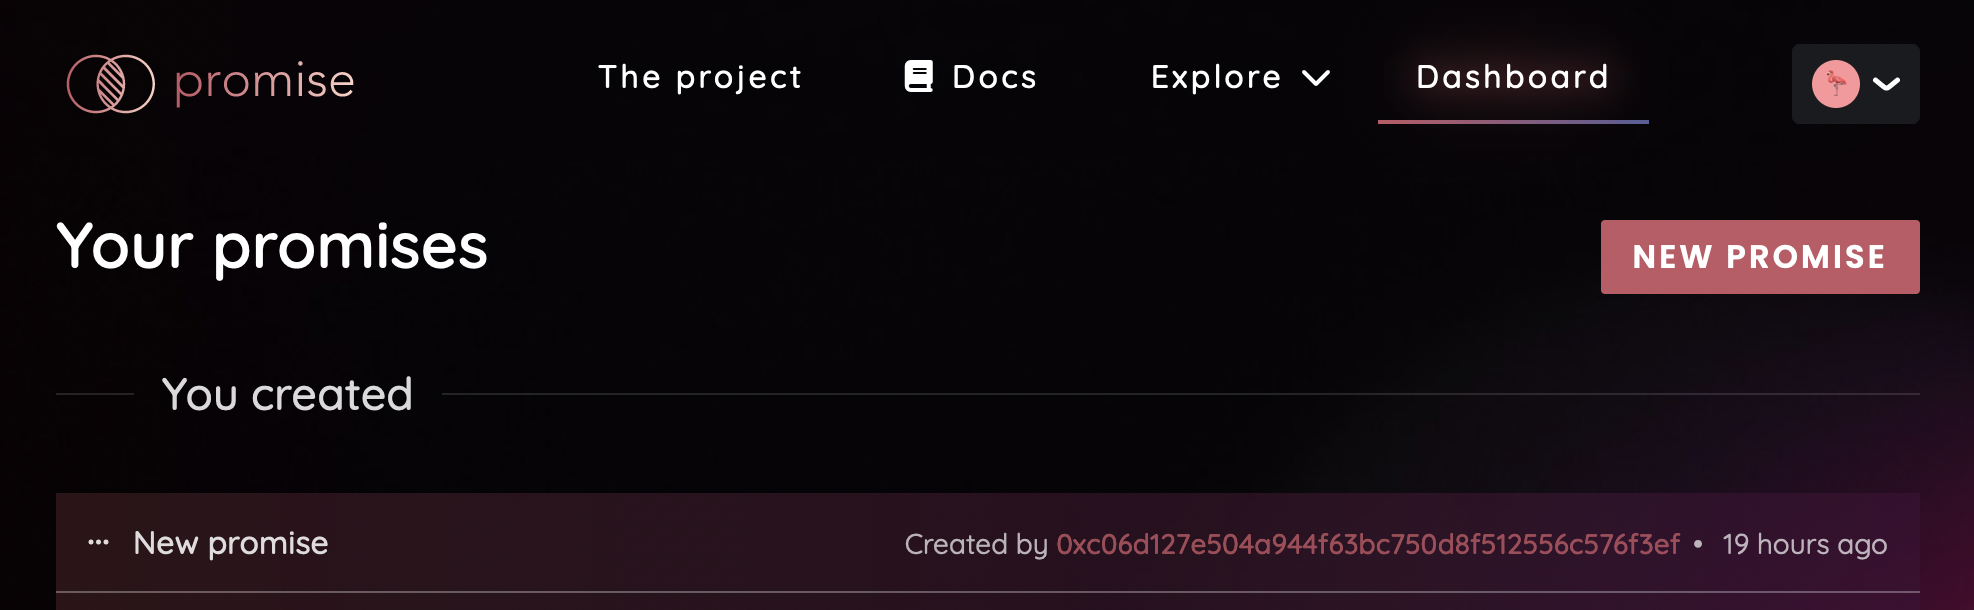 promise
The project
Docs
Explore
Dashboard
Your promises
NEW PROMISE
You created
New promise
Created by 0xc06d127e504a944f63bc750d8f512556c576f3ef • 19 hours ago